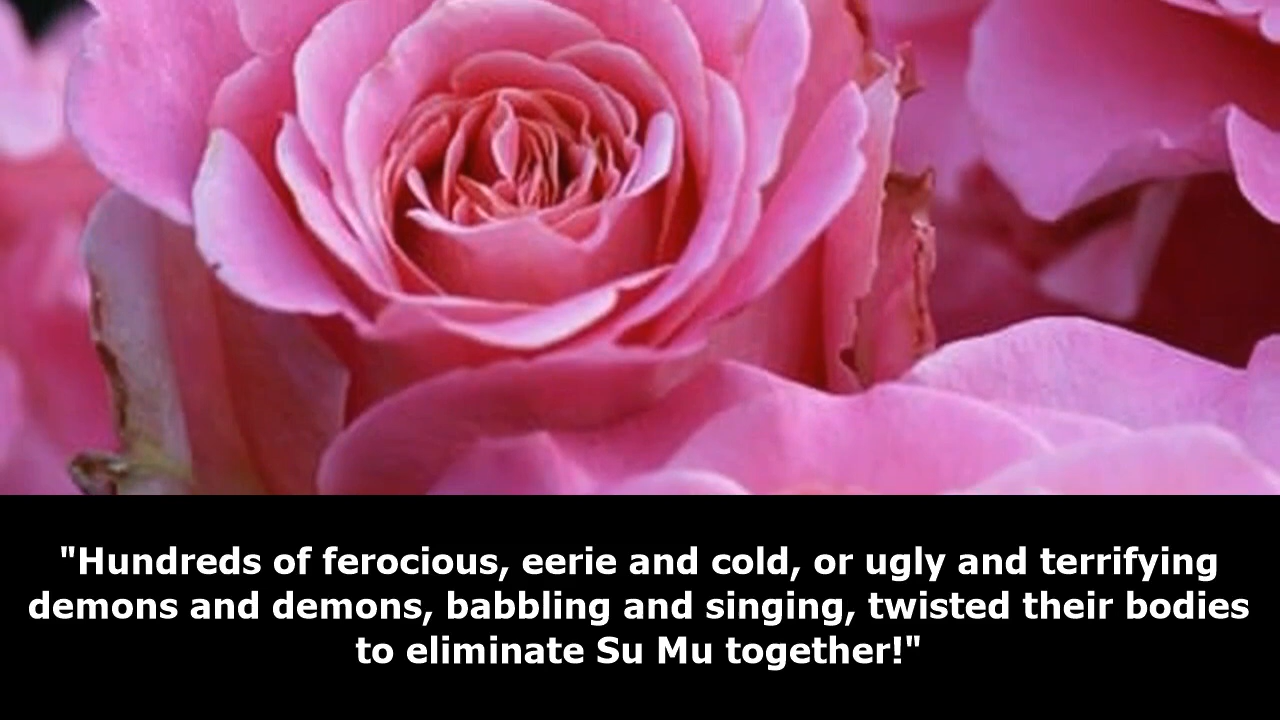 "Hundreds of ferocious, eerie and cold, or ugly and terrifying
demons and demons, babbling and singing, twisted their bodies
to eliminate Su Mu together!"